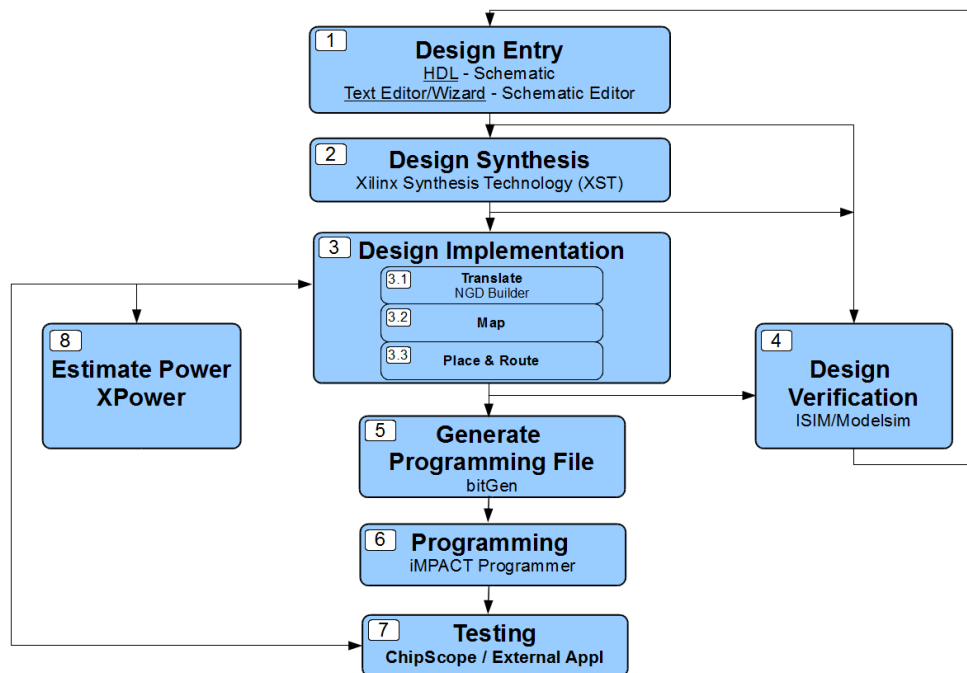 1
Design Entry
HDL - Schematic
Text Editor/Wizard - Schematic Editor
2
Design Synthesis
Xilinx Synthesis Technology (XST)
3
Design Implementation
3.1
Translate
NGD Builder
3.2
Map
3.3
Place & Route
8
Estimate Power
XPower
4
Design
Verification
ISIM/Modelsim
5
Generate
Programming File
bitGen
6
Programming
iMPACT Programmer
7
Testing
ChipScope / External Appl